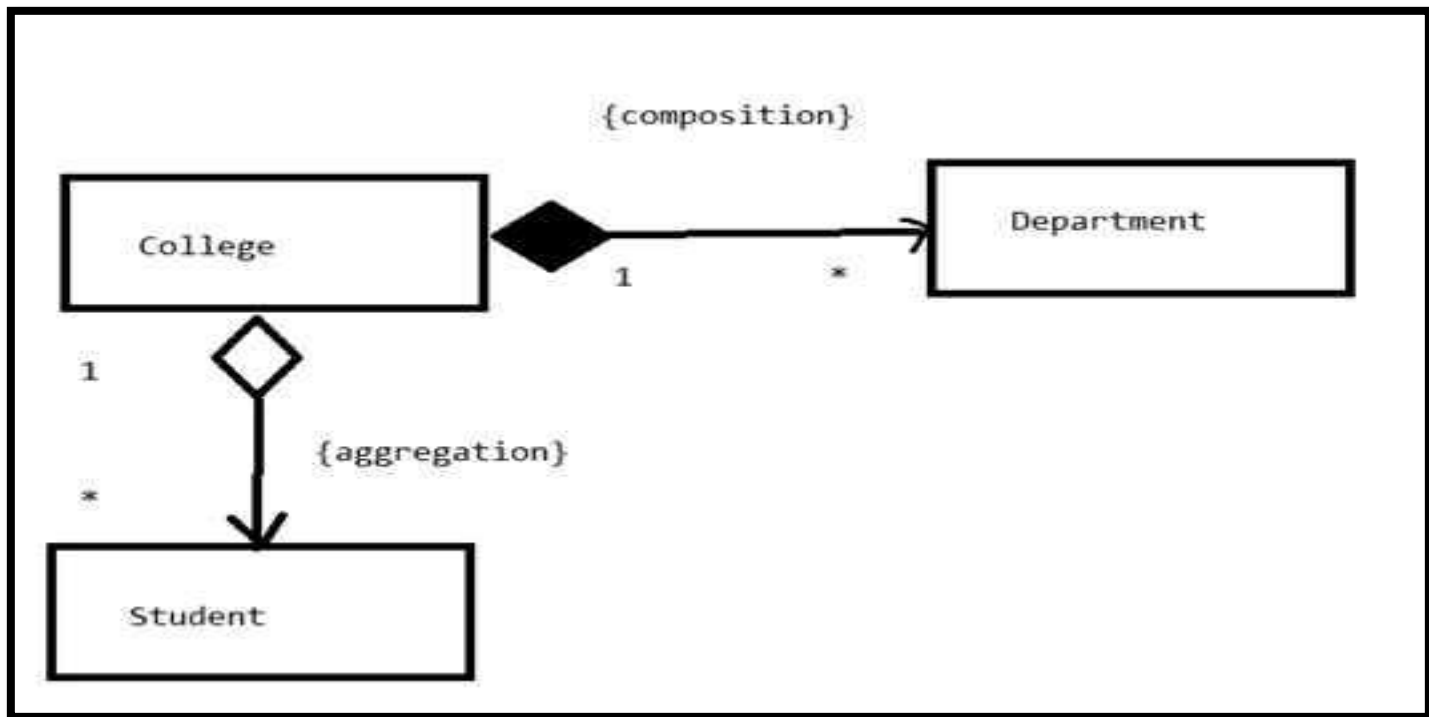 {composition}
Department
College
1 *
1
{aggregation}
*
Student